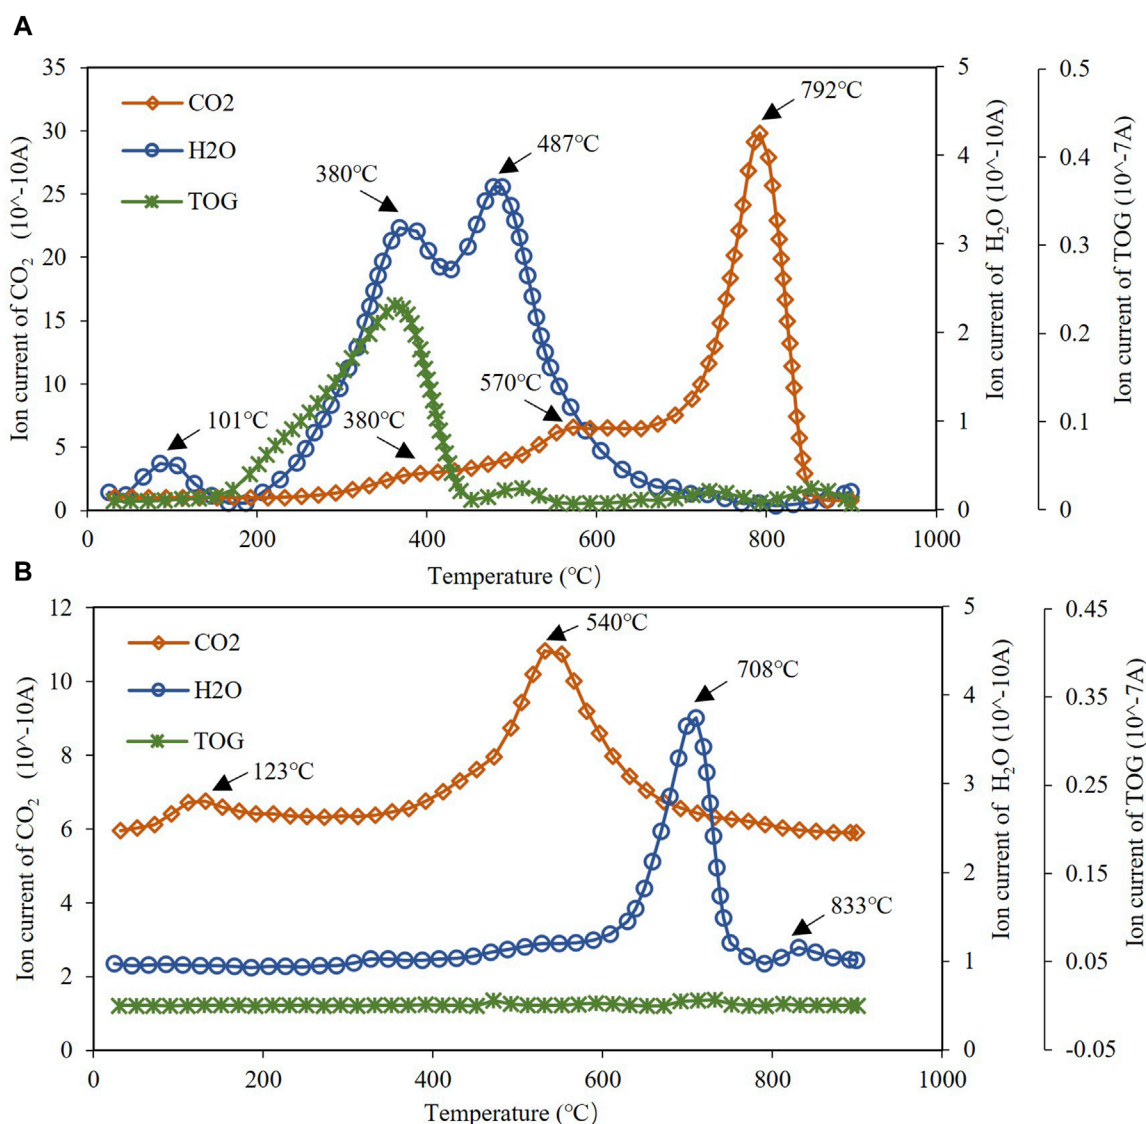 A
Ion current of CO2 (10^-10A)
35
30
25
20
15
10
5
0
CO2
H2O
TOG
101℃
380℃
380℃
487℃
570℃
792℃
5
4
3
2
1
0
Ion current of H2O (10^-10A)
0.5
0.4
0.3
0.2
0.1
0
Ion current of TOG (10^-7A)
0 200 400 600 800 1000
Temperature (℃)
B
Ion current of CO2 (10^-10A)
12
10
8
6
4
2
0
CO2
H2O
TOG
123℃
540℃
708℃
833℃
5
4
3
2
1
0
Ion current of H2O (10^-10A)
0.45
0.35
0.25
0.15
0.05
-0.05
Ion current of TOG (10^-7A)
0 200 400 600 800 1000
Temperature (℃)